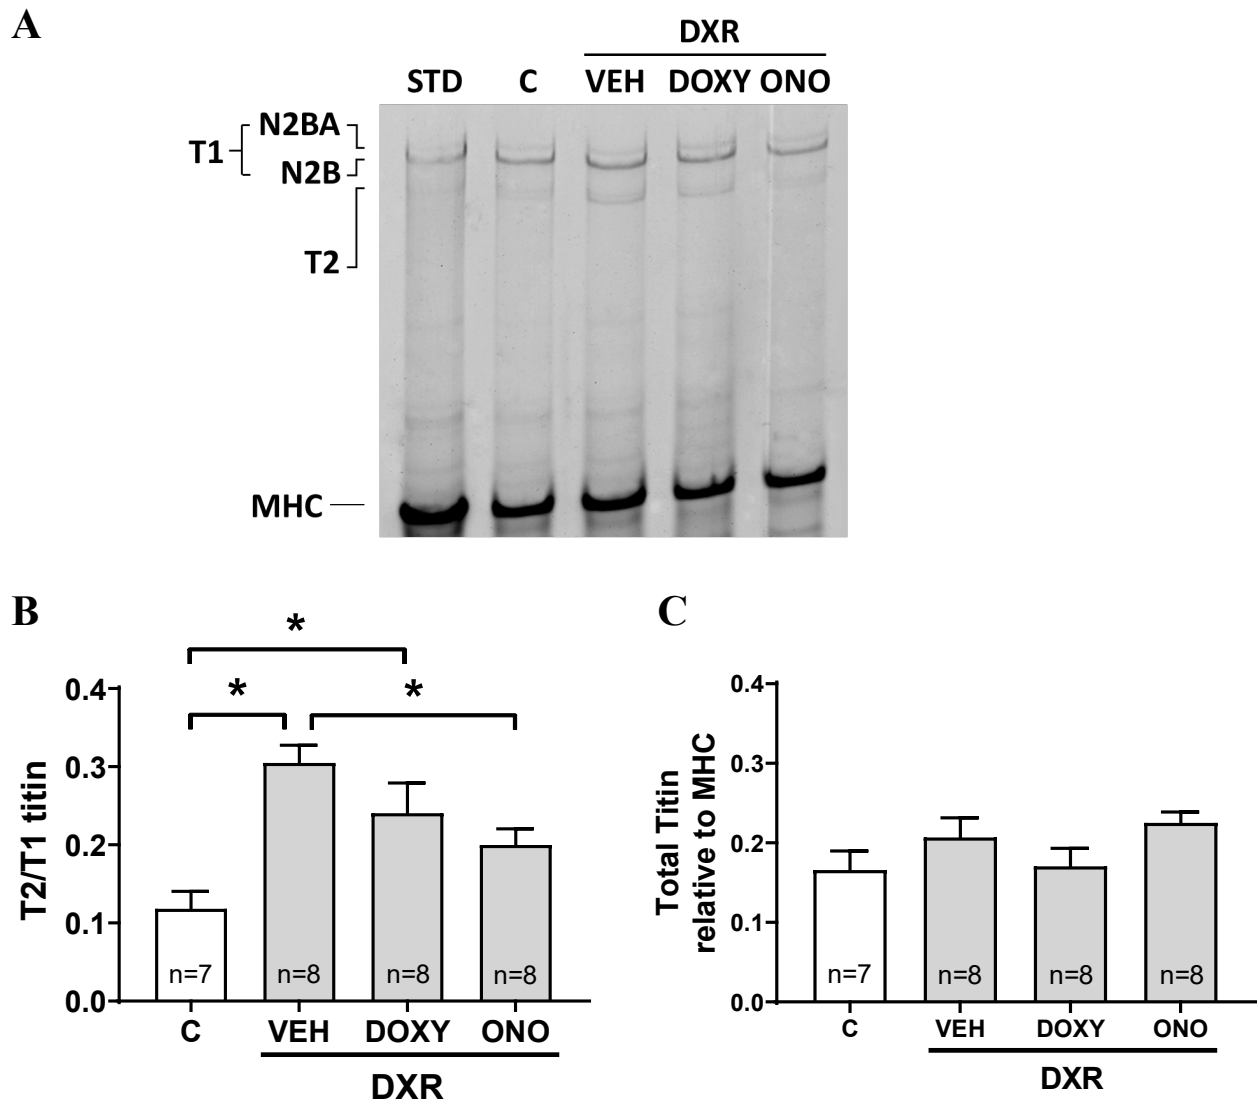 A
DXR
STD C VEH DOXY ONO
N2BA
T1
N2B
T2
MHC
B
*
*
*
T2/T1 titin
0.4
0.3
0.2
0.1
0.0
n=7 n=8 n=8 n=8
C VEH DOXY ONO
DXR
C
Total Titin
relative to MHC
0.4
0.3
0.2
0.1
0.0
n=7 n=8 n=8 n=8
C VEH DOXY ONO
DXR